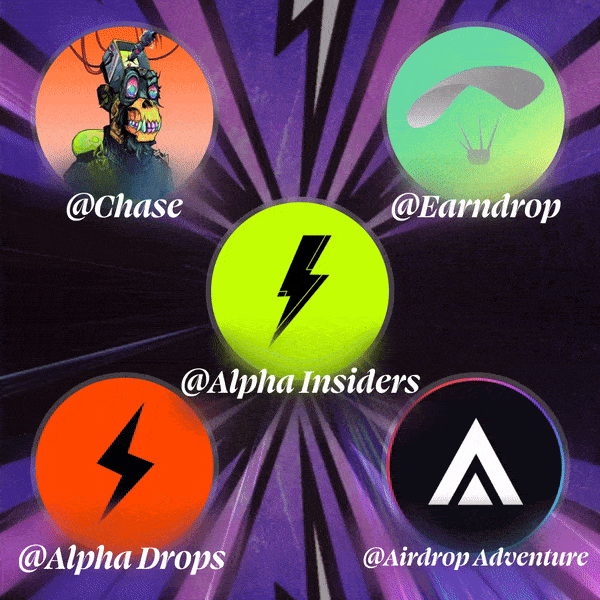 @Chase
@Earndrop
@Alpha Insiders
@Alpha Drops
@Airdrop Adventure